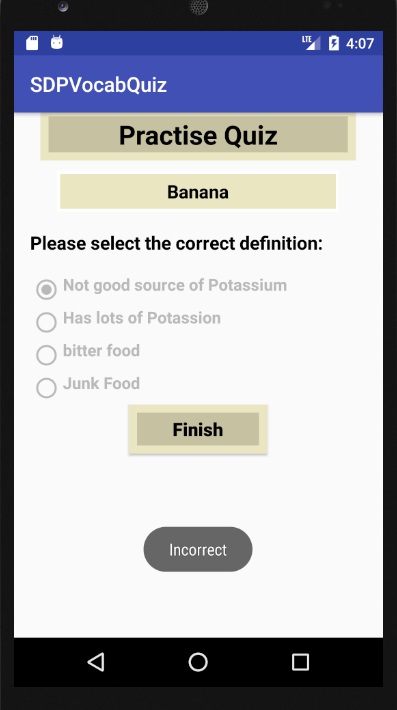 LTE 4:07
SDPVocabQuiz
Practise Quiz
Banana
Please select the correct definition:
Not good source of Potassium
Has lots of Potassion
bitter food
Junk Food
Finish
Incorrect